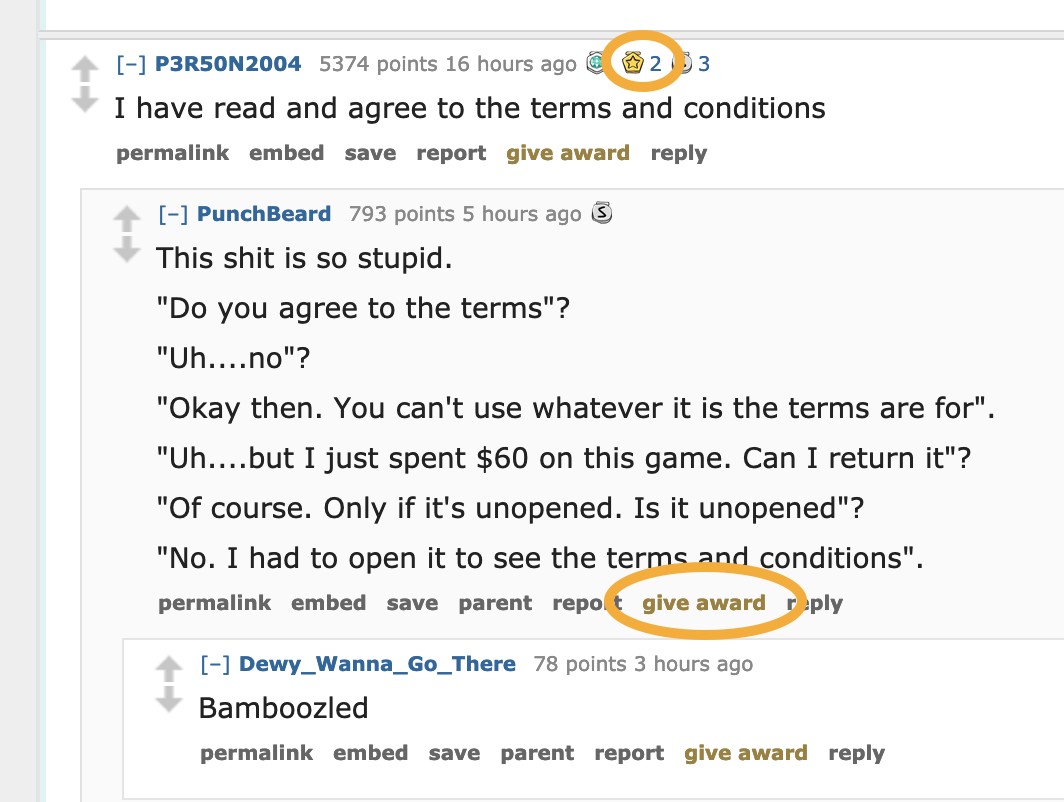 [–] P3R50N2004 5374 points 16 hours ago 2 3
I have read and agree to the terms and conditions
permalink embed save report give award reply
[–] PunchBeard 793 points 5 hours ago S
This shit is so stupid.
"Do you agree to the terms"?
"Uh....no"?
"Okay then. You can't use whatever it is the terms are for".
"Uh....but I just spent $60 on this game. Can I return it"?
"Of course. Only if it's unopened. Is it unopened"?
"No. I had to open it to see the terms and conditions".
permalink embed save parent report give award reply
[–] Dewy_Wanna_Go_There 78 points 3 hours ago
Bamboozled
permalink embed save parent report give award reply